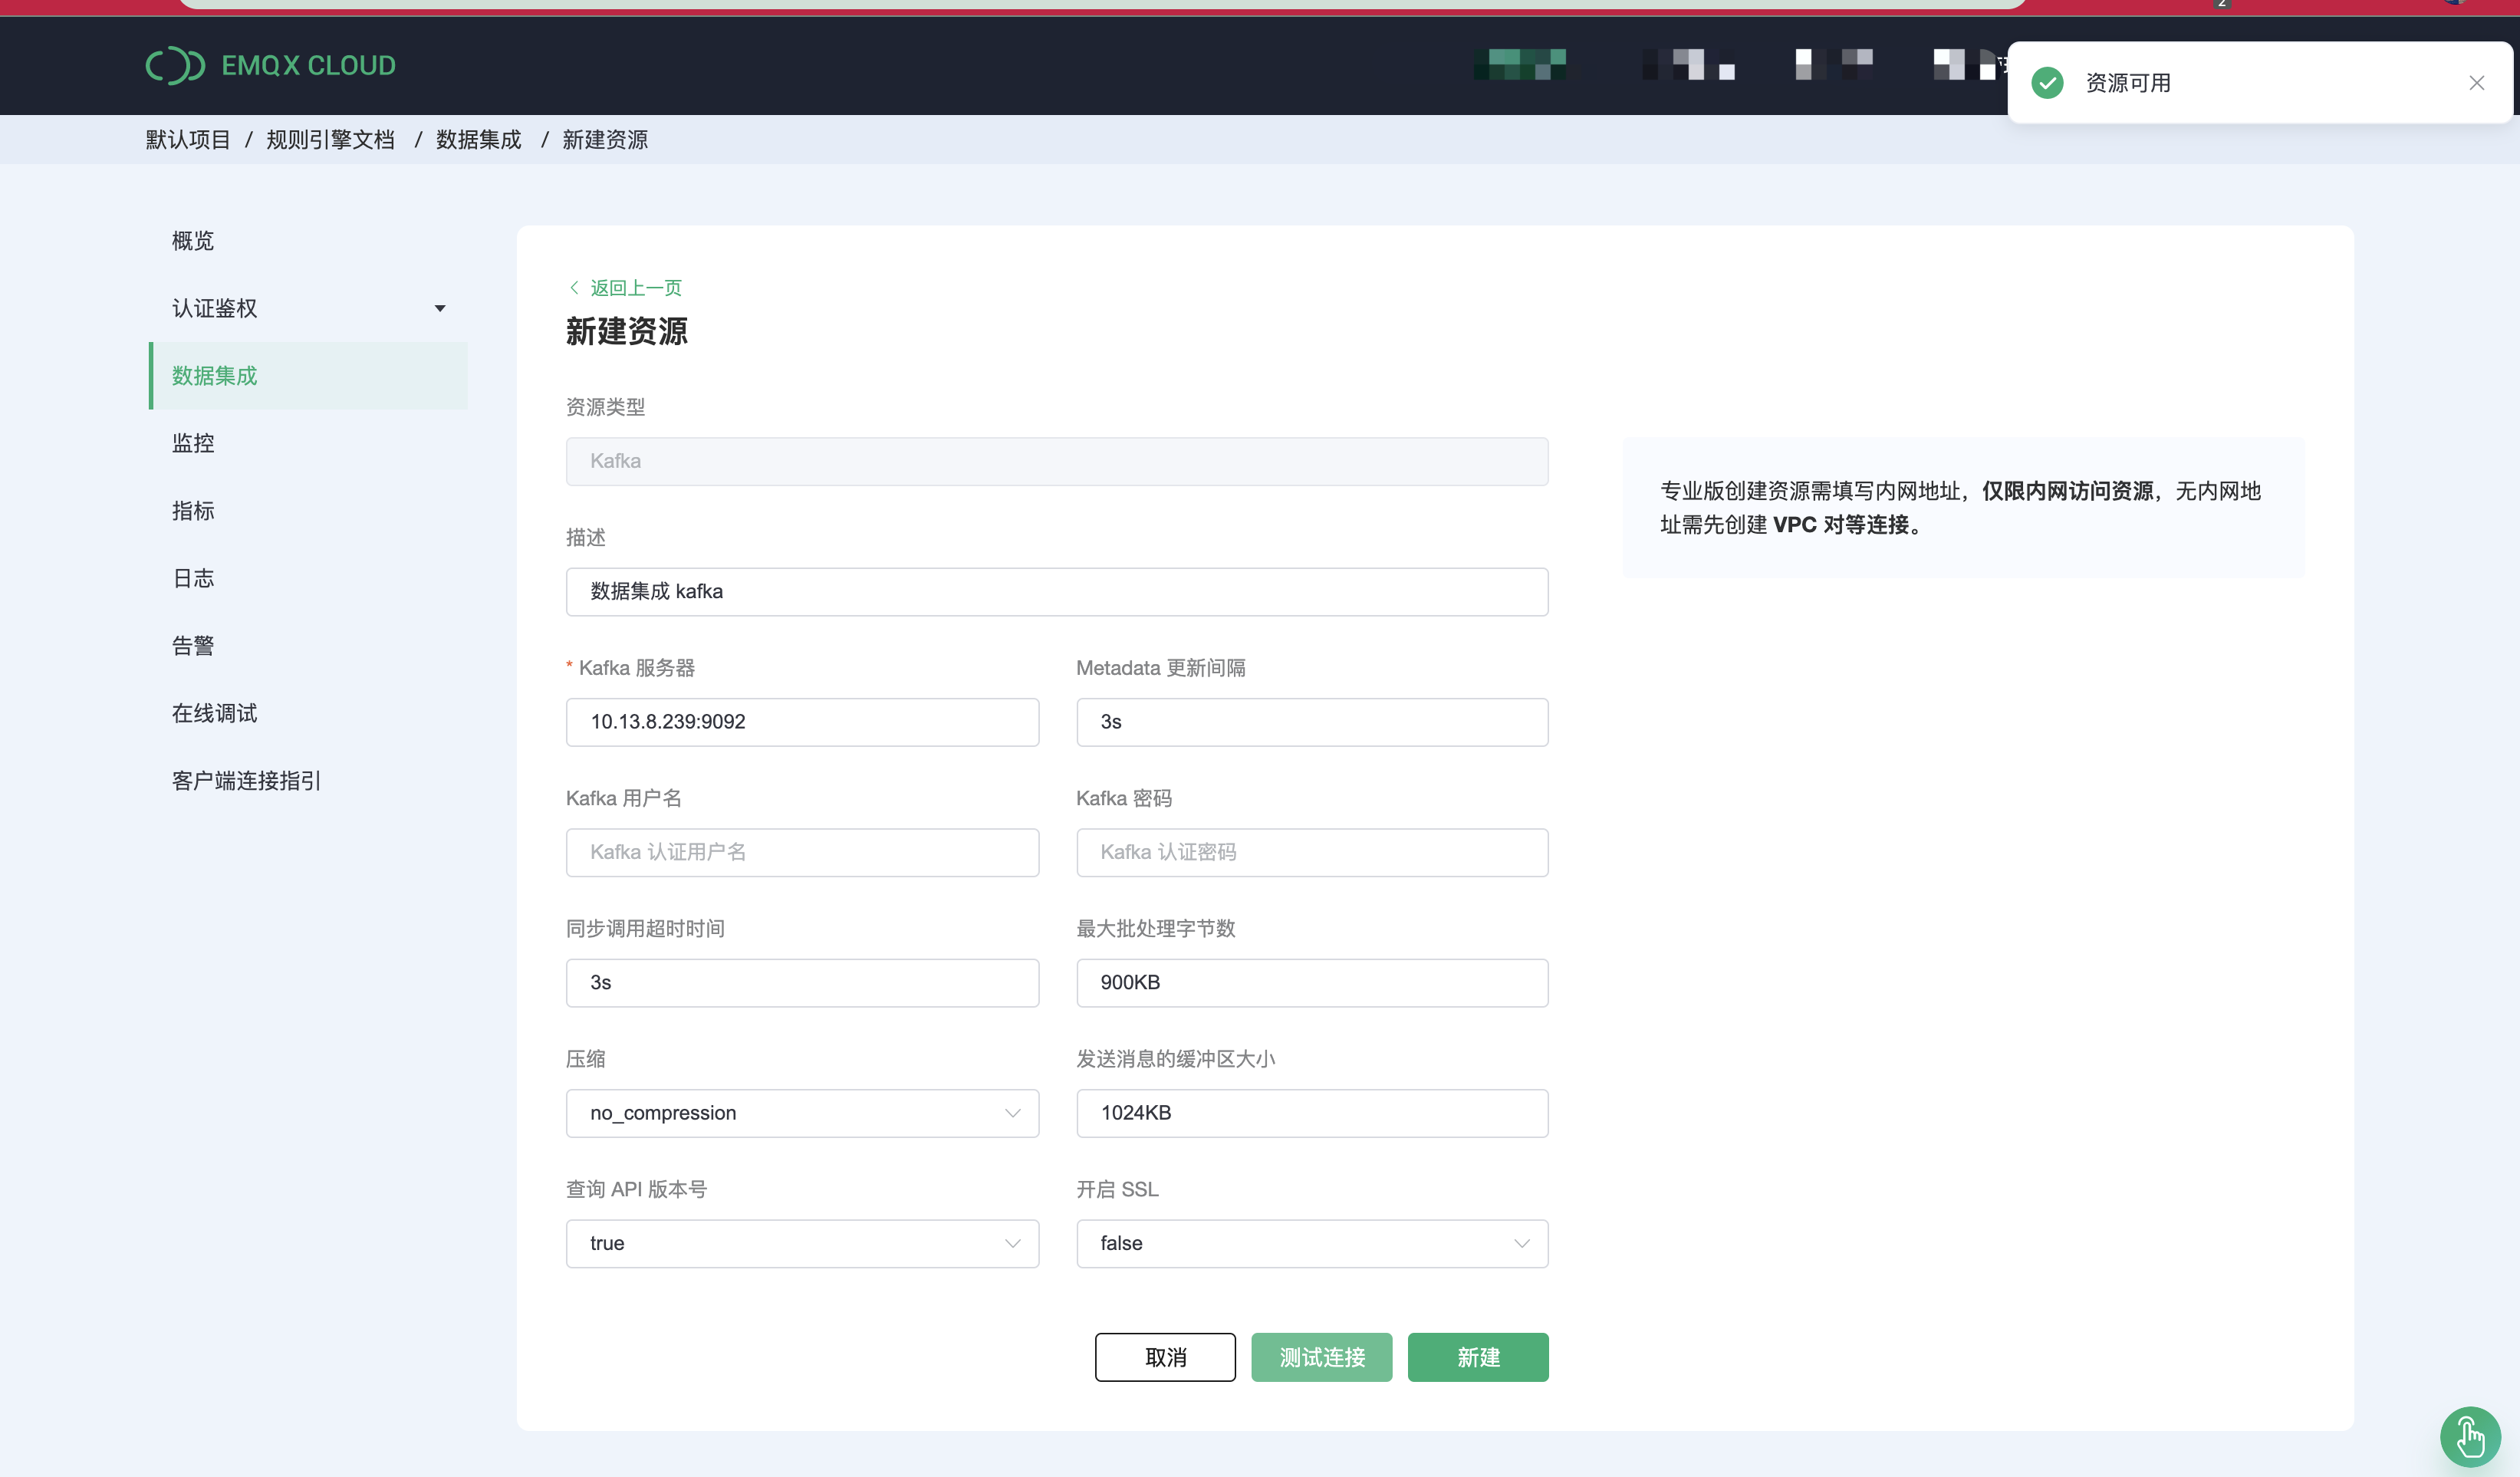 2
EMQX CLOUD
资源可用
默认项目 / 规则引擎文档 / 数据集成 / 新建资源
概览
认证鉴权
数据集成
监控
指标
日志
告警
在线调试
客户端连接指引
返回上一页
新建资源
资源类型
Kafka
描述
数据集成 kafka
* Kafka 服务器
Metadata 更新间隔
10.13.8.239:9092
3s
Kafka 用户名
Kafka 密码
Kafka 认证用户名
Kafka 认证密码
同步调用超时时间
最大批处理字节数
3s
900KB
压缩
发送消息的缓冲区大小
no_compression
1024KB
查询 API 版本号
开启 SSL
true
false
取消
测试连接
新建
专业版创建资源需填写内网地址，仅限内网访问资源，无内网地
址需先创建 VPC 对等连接。